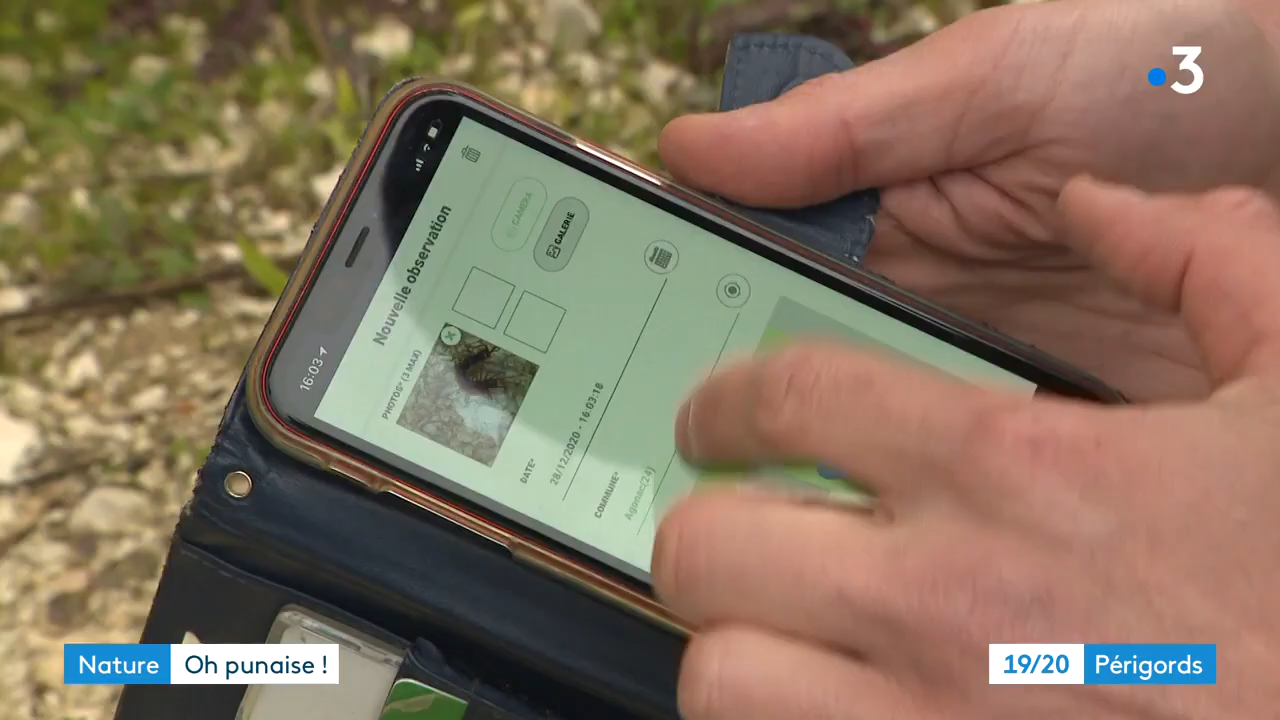 3
16:03
Nouvelle observation
CAMERA
GALERIE
PHOTOS* (3 MAX)
DATE*
28/12/2020 - 16:03:18
COMMUNE*
Agonac(24)
Nature
Oh punaise !
19/20
Périgords